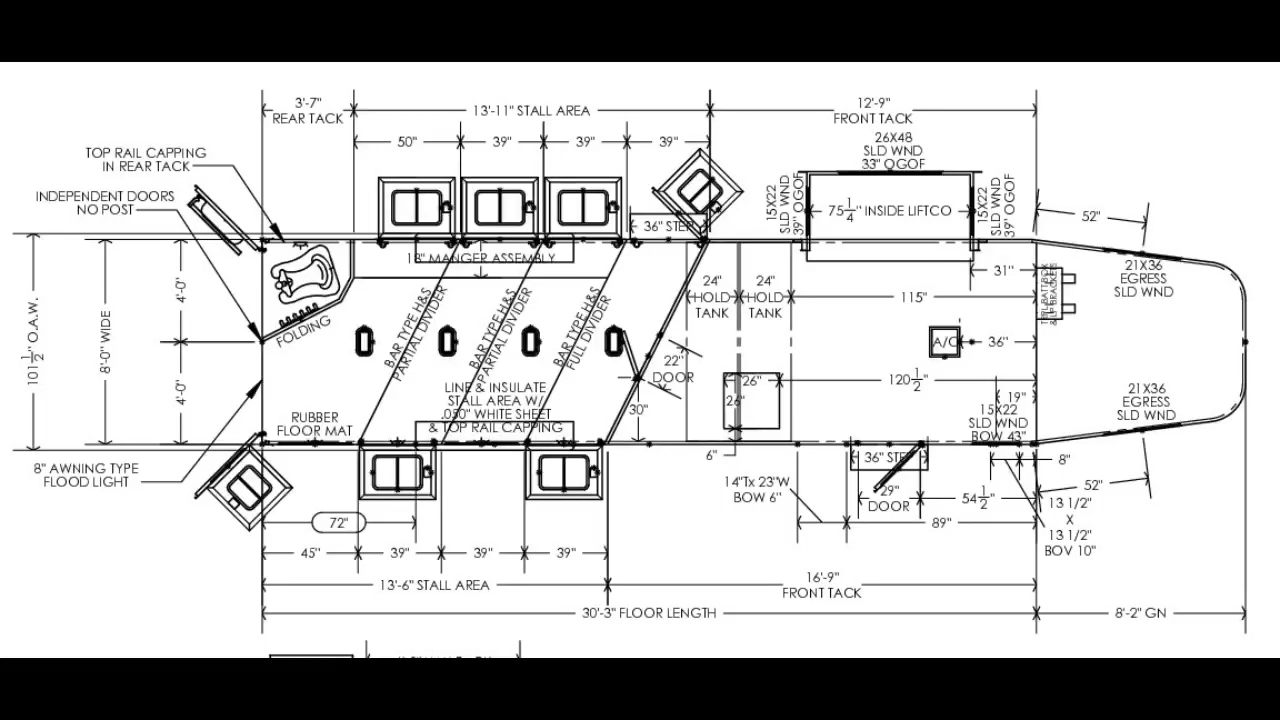 3'-7"
REAR TACK
13'-11" STALL AREA
12'-9"
FRONT TACK
50"
39"
39"
39"
26X48
SLD WND
33" OGOF
TOP RAIL CAPPING
IN REAR TACK
INDEPENDENT DOORS
NO POST
15X22
SLD WND
39" OGOF
75 1/4" INSIDE LIFTCO
15X22
SLD WND
39" OGOF
52"
36" STEP
18" MANGER ASSEMBLY
21X36
EGRESS
SLD WND
31"
24"
HOLD
TANK
24"
HOLD
TANK
115"
4'-0"
8'-0" WIDE
101 1/2" O.A.W.
4'-0"
FOLDING
BAR TYPE H&S
PARTIAL DIVIDER
BAR TYPE H&S
PARTIAL DIVIDER
BAR TYPE H&S
FULL DIVIDER
22"
DOOR
A/C
36"
120 1/2"
26"
26"
30"
19"
LINE & INSULATE
STALL AREA W/
.050" WHITE SHEET
& TOP RAIL CAPPING
RUBBER
FLOOR MAT
15X22
SLD WND
BOW 43"
21X36
EGRESS
SLD WND
6"
36" STEP
8"
8" AWNING TYPE
FLOOD LIGHT
14"T x 23"W
BOW 6"
29"
DOOR
54 1/2"
52"
13 1/2"
X
13 1/2"
BOV 10"
72"
89"
45"
39"
39"
39"
13'-6" STALL AREA
16'-9"
FRONT TACK
30'-3" FLOOR LENGTH
8'-2" GN